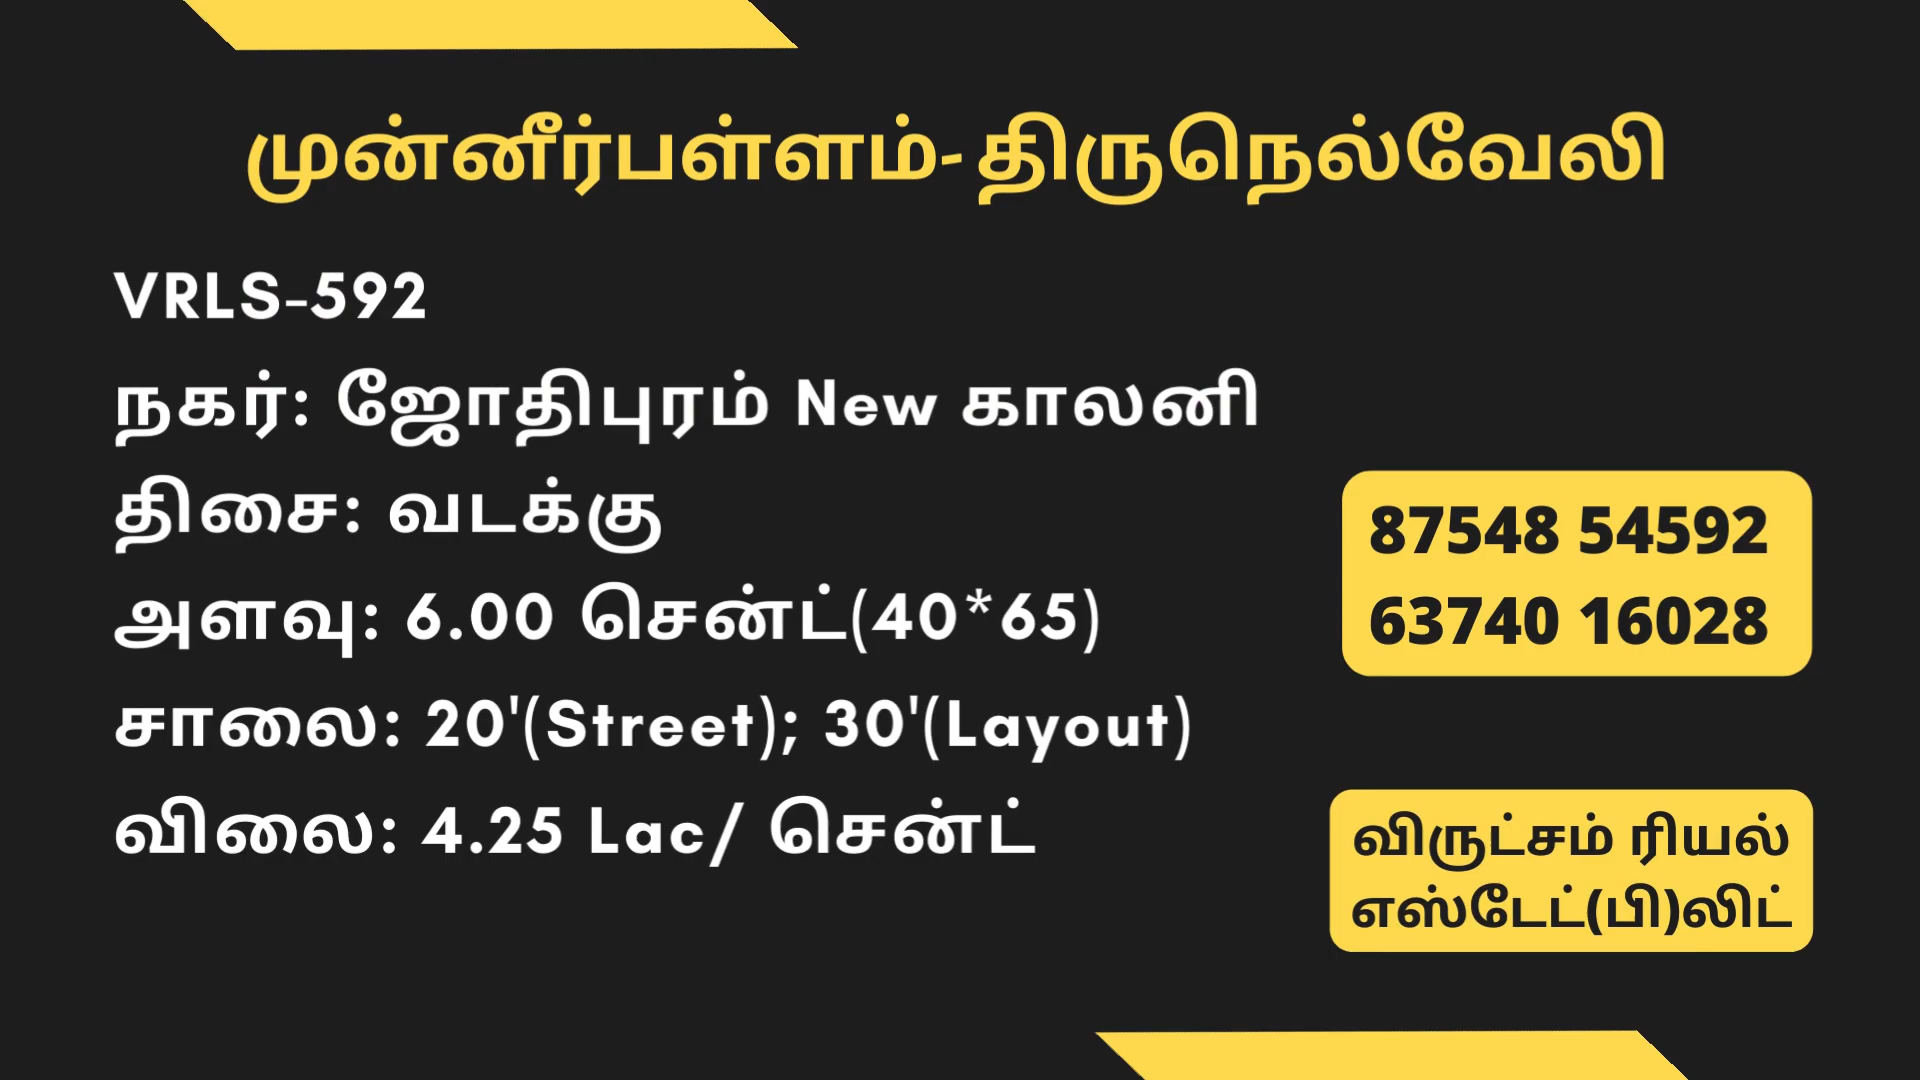 முன்னீர்பள்ளம்-திருநெல்வேலி
VRLS-592
நகர்: ஜோதிபுரம் New காலனி
திசை: வடக்கு
அளவு: 6.00 சென்ட்(40*65)
சாலை: 20'(Street); 30'(Layout)
விலை: 4.25 Lac/ சென்ட்
87548 54592
63740 16028
விருட்சம் ரியல்
எஸ்டேட்(பி)லிட்